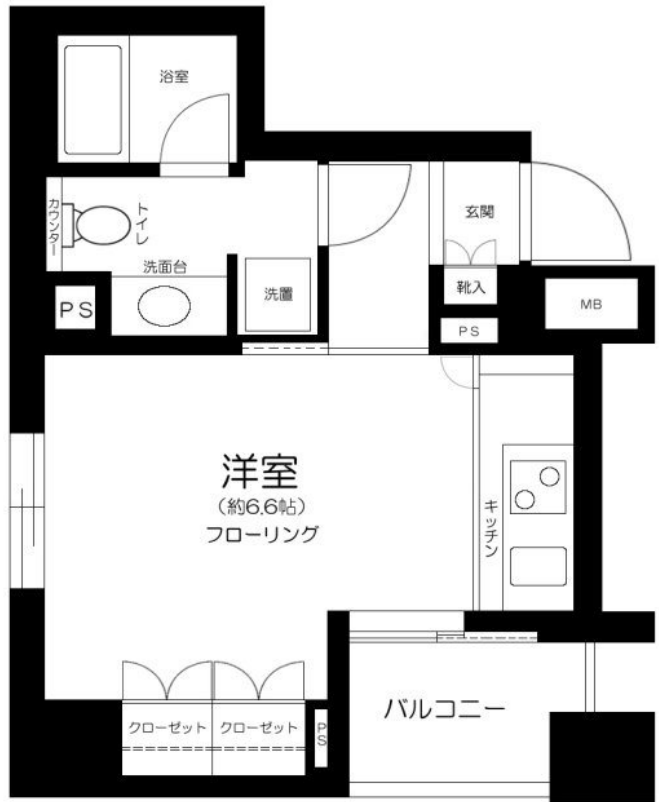 浴室
カウンター
トイレ
玄関
洗面台
洗置
靴入
MB
PS
PS
洋室
(約6.6帖)
フローリング
キッチン
クローゼット
クローゼット
PS
バルコニー